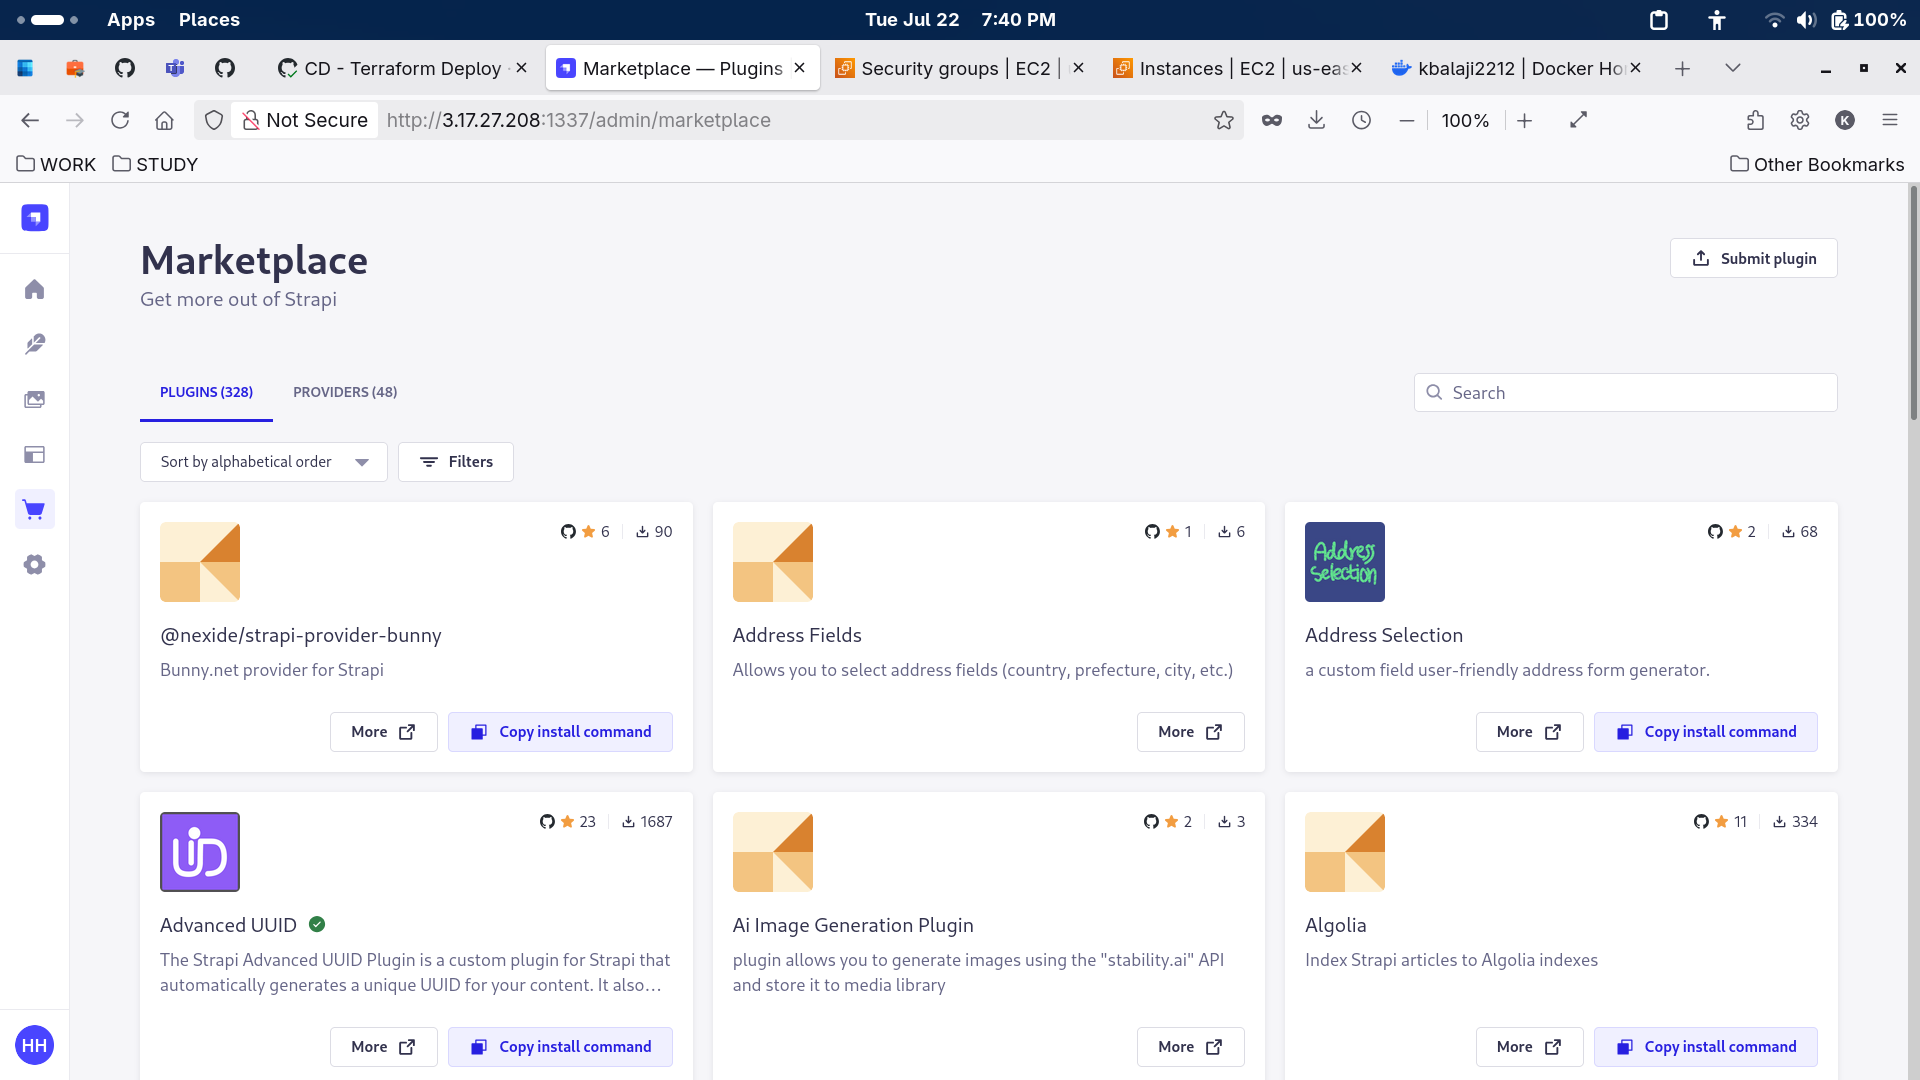 Apps Places Tue Jul 22 7:40 PM 100%
CD - Terraform Deploy · Marketplace — Plugins Security groups | EC2 | Instances | EC2 | us-eas kbalaji2212 | Docker Ho
Not Secure http://3.17.27.208:1337/admin/marketplace 100% K
WORK STUDY Other Bookmarks
Marketplace
Submit plugin
Get more out of Strapi
PLUGINS (328) PROVIDERS (48) Search
Sort by alphabetical order Filters
6 90
1 6
Address Selection
2 68
@nexide/strapi-provider-bunny
Bunny.net provider for Strapi
More Copy install command
Address Fields
Allows you to select address fields (country, prefecture, city, etc.)
More
Address Selection
a custom field user-friendly address form generator.
More Copy install command
UiD
23 1687
Advanced UUID
The Strapi Advanced UUID Plugin is a custom plugin for Strapi that
automatically generates a unique UUID for your content. It also…
More Copy install command
2 3
Ai Image Generation Plugin
plugin allows you to generate images using the "stability.ai" API
and store it to media library
More
11 334
Algolia
Index Strapi articles to Algolia indexes
More Copy install command
HH